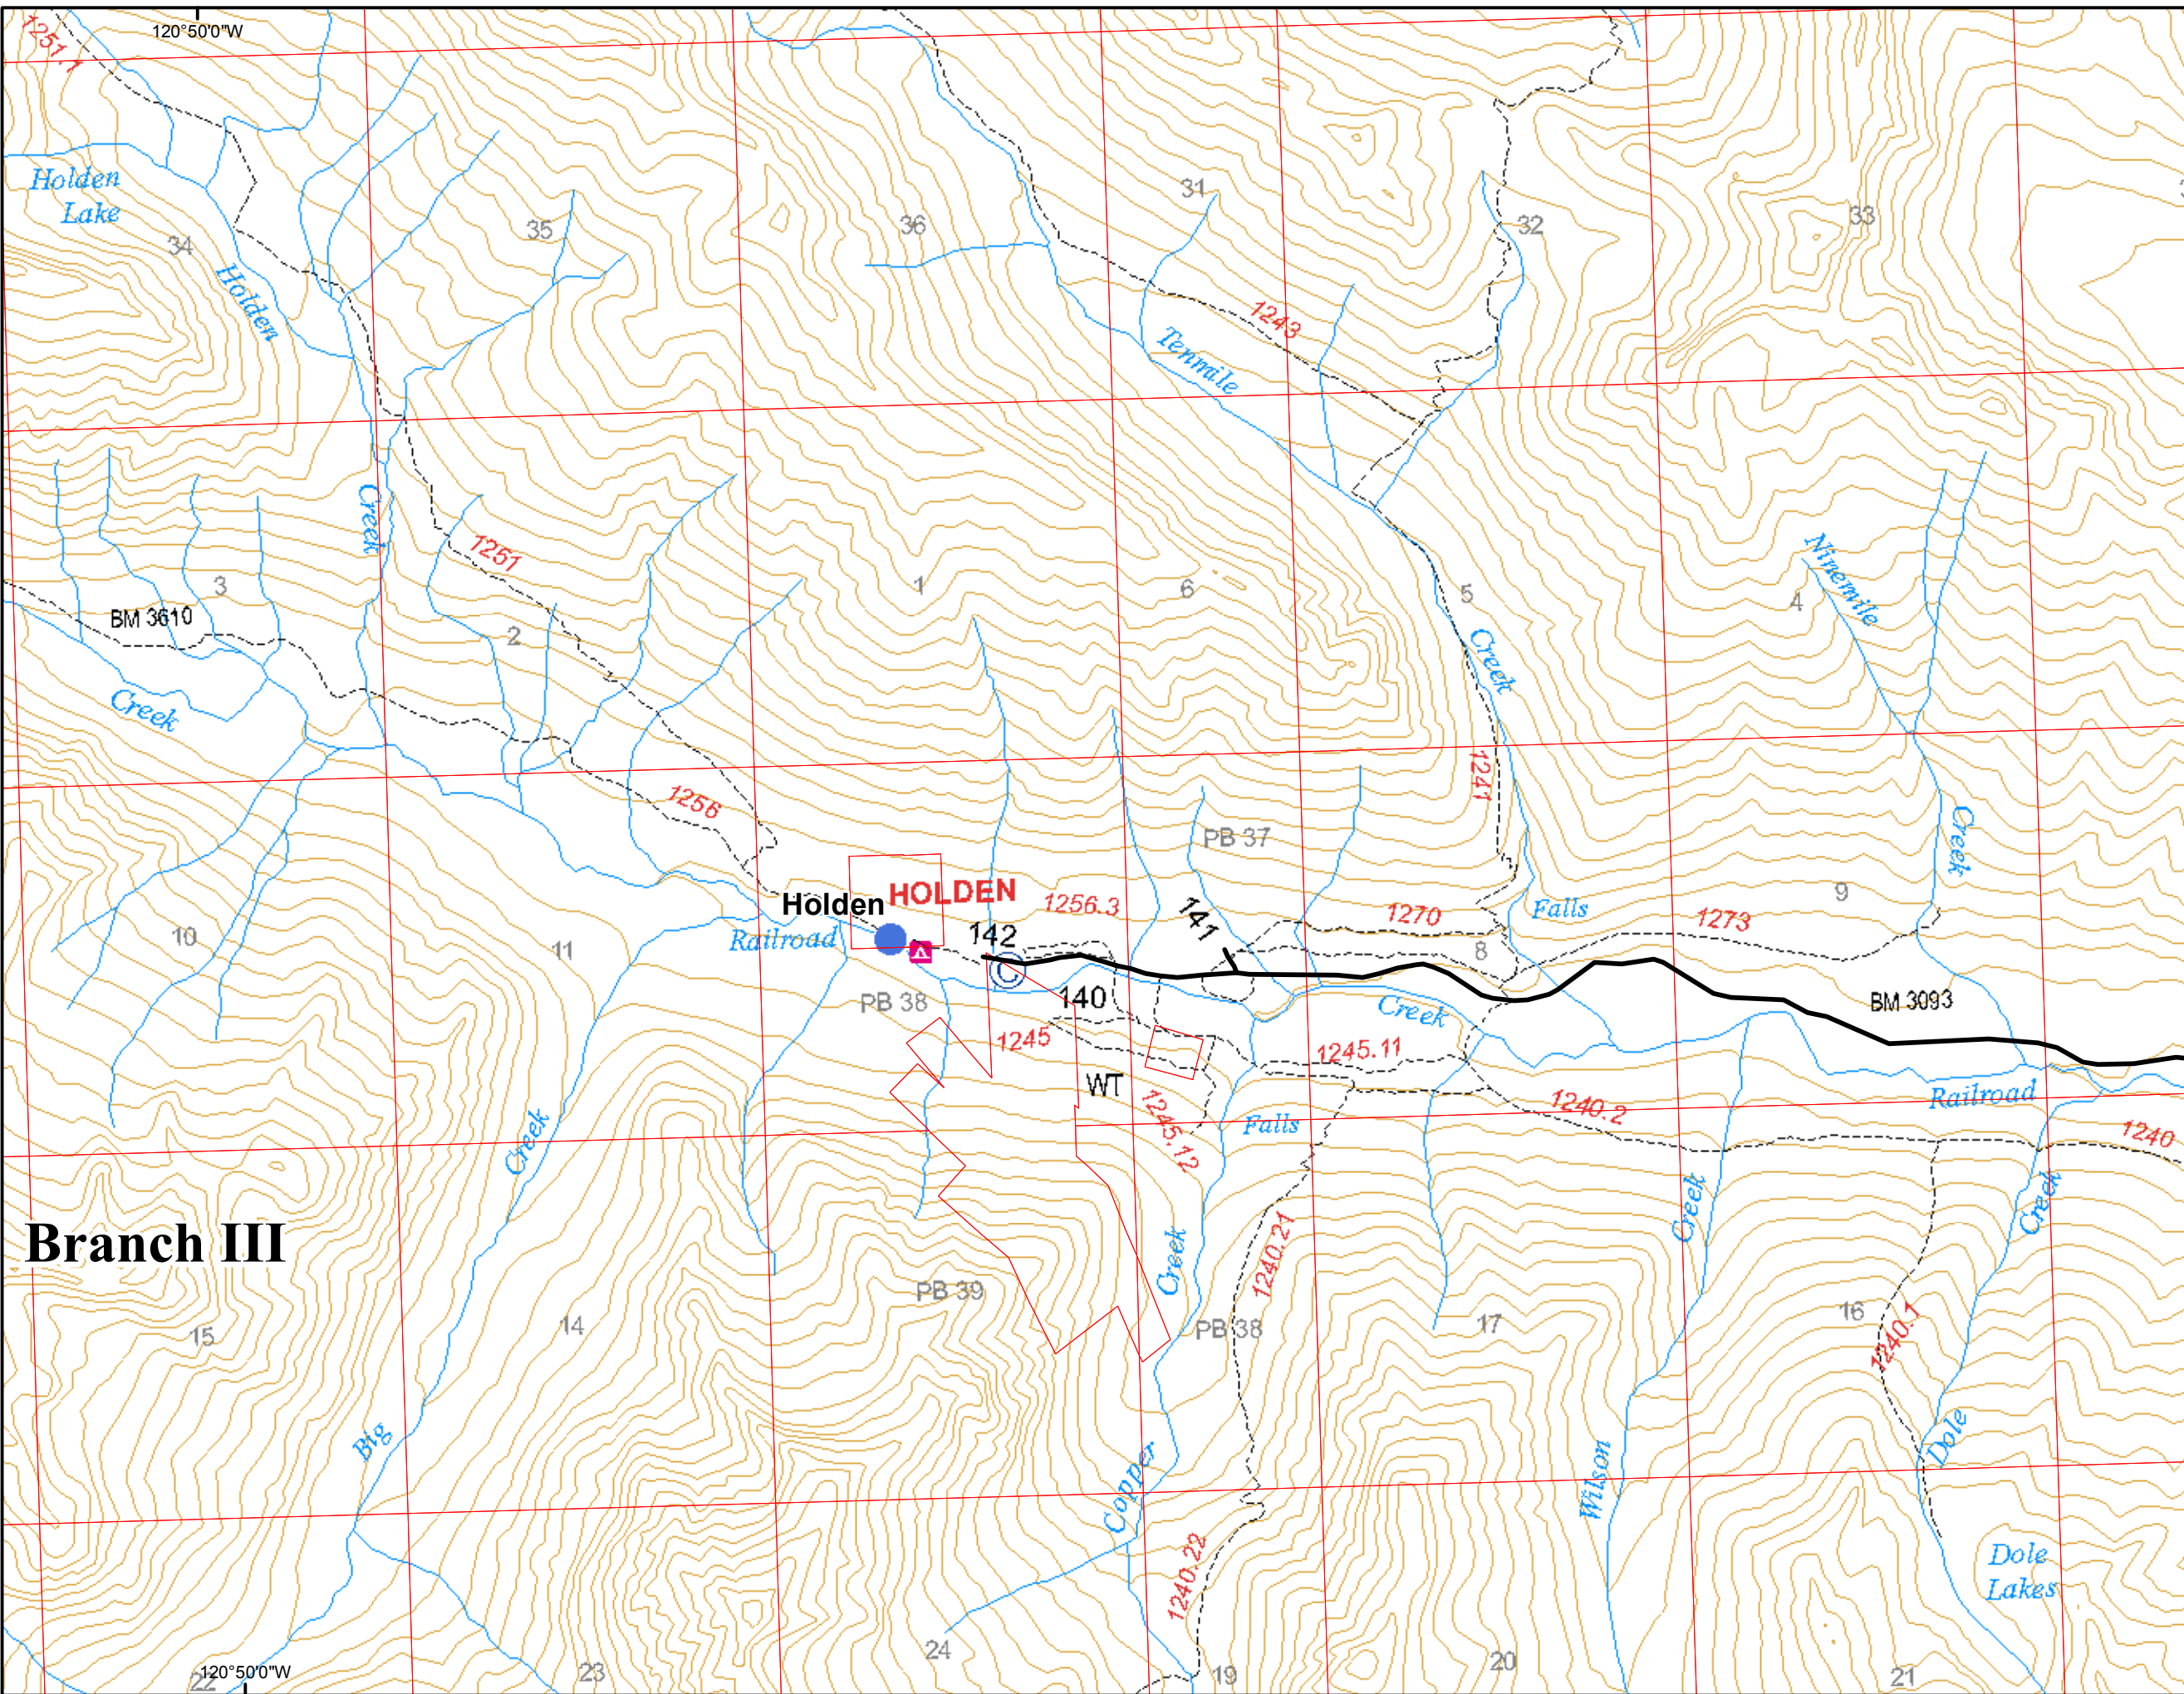 120°50'0"W
1251.1
Holden
Lake
34
35
36
31
32
33
Holden
1243
Tenmile
Creek
1251
3
2
1
6
5
4
Ninemile
BM 3610
Creek
Creek
1241
1256
PB 37
Creek
10
11
Holden
HOLDEN
1256.3
141
1270
Falls
1273
9
Railroad
142
8
©
PB 38
140
Creek
BM 3093
1245
1245.11
WT
1245.12
Falls
1240.2
Railroad
1240
Creek
Branch III
Creek
1240.21
Creek
Creek
PB 39
PB 38
15
14
17
16
1240.1
Big
Copper
Wilson
Dole
1240.22
Dole
Lakes
22
120°50'0"W
23
24
19
20
21